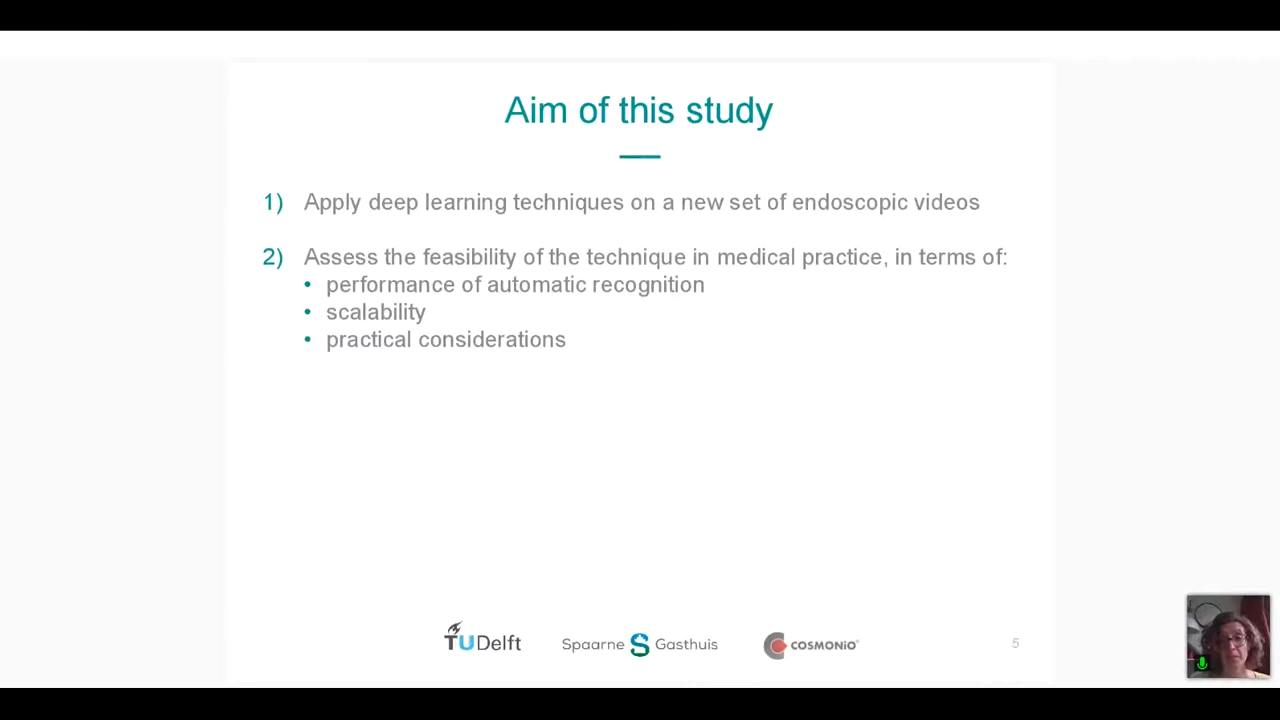 Aim of this study
1) Apply deep learning techniques on a new set of endoscopic videos
2) Assess the feasibility of the technique in medical practice, in terms of:
• performance of automatic recognition
• scalability
• practical considerations
TUDelft Spaarne Gasthuis COSMONiO® 5